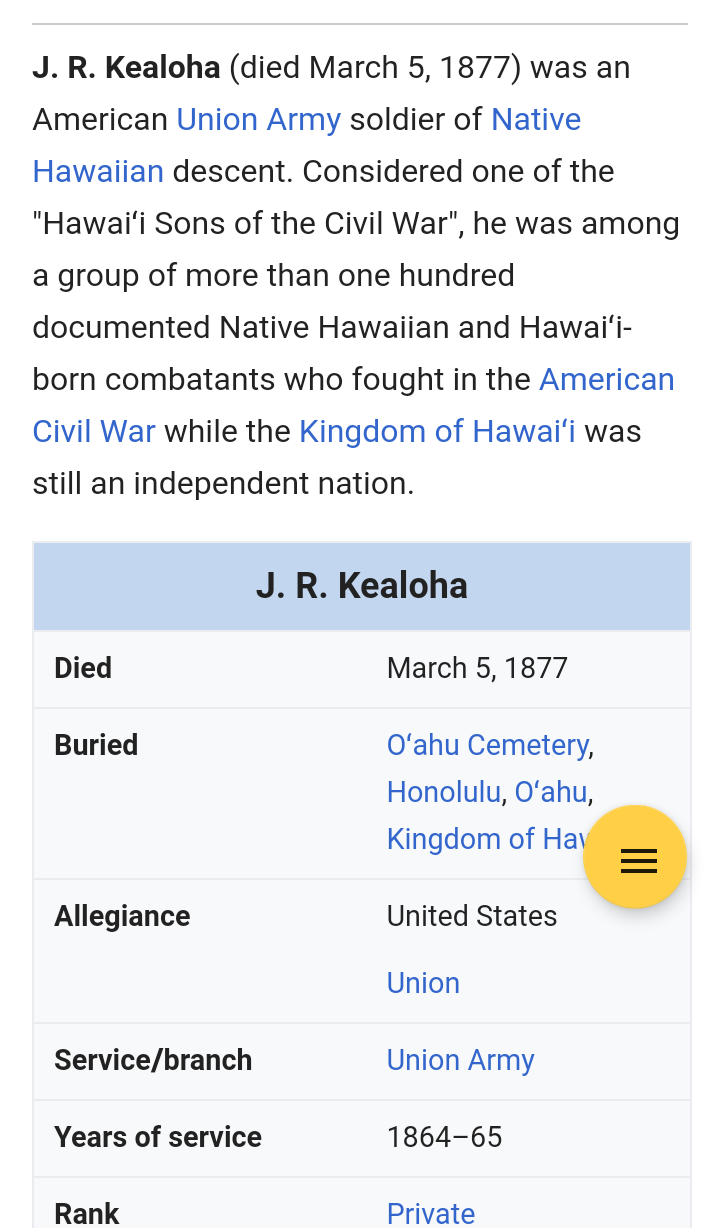 J. R. Kealoha (died March 5, 1877) was an
American Union Army soldier of Native
Hawaiian descent. Considered one of the
"Hawaiʻi Sons of the Civil War", he was among
a group of more than one hundred
documented Native Hawaiian and Hawaiʻi-
born combatants who fought in the American
Civil War while the Kingdom of Hawaiʻi was
still an independent nation.
J. R. Kealoha
Died March 5, 1877
Buried Oʻahu Cemetery,
Honolulu, Oʻahu,
Kingdom of
Allegiance United States
Union
Service/branch Union Army
Years of service 1864–65
Rank Private